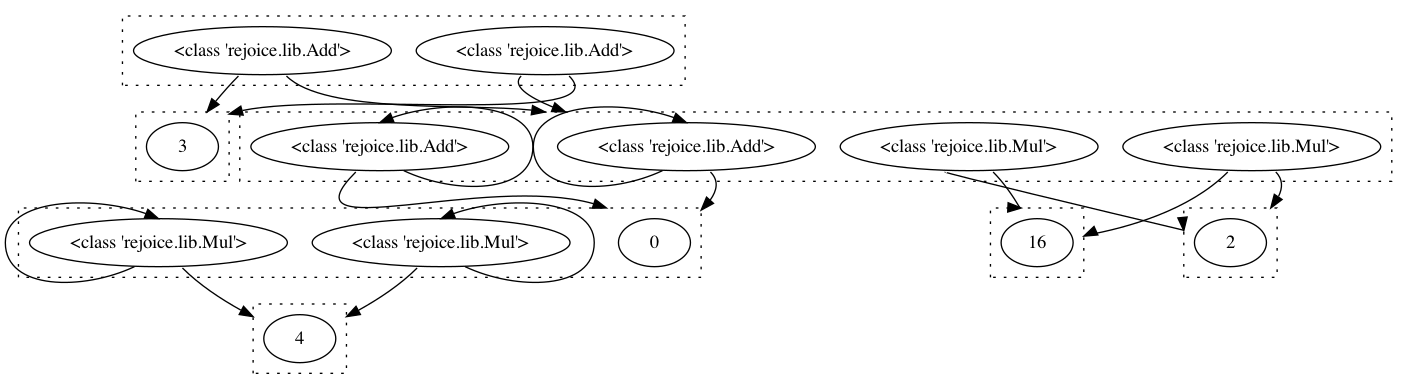 <class 'rejoice.lib.Add'> <class 'rejoice.lib.Add'>
3 <class 'rejoice.lib.Add'> <class 'rejoice.lib.Add'> <class 'rejoice.lib.Mul'> <class 'rejoice.lib.Mul'>
<class 'rejoice.lib.Mul'> <class 'rejoice.lib.Mul'> 0 16 2
4